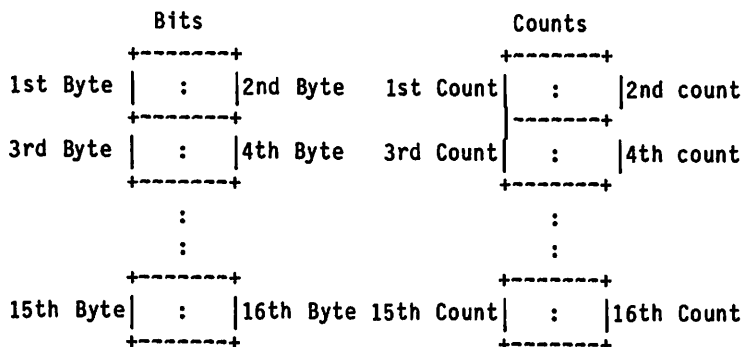 Bits Counts
+-------+ +-------+
1st Byte | : |2nd Byte 1st Count| : |2nd count
+-------+ |-------+
3rd Byte | : |4th Byte 3rd Count| : |4th count
+-------+ +-------+
: :
: :
+-------+ +-------+
15th Byte| : |16th Byte 15th Count| : |16th Count
+-------+ +-------+